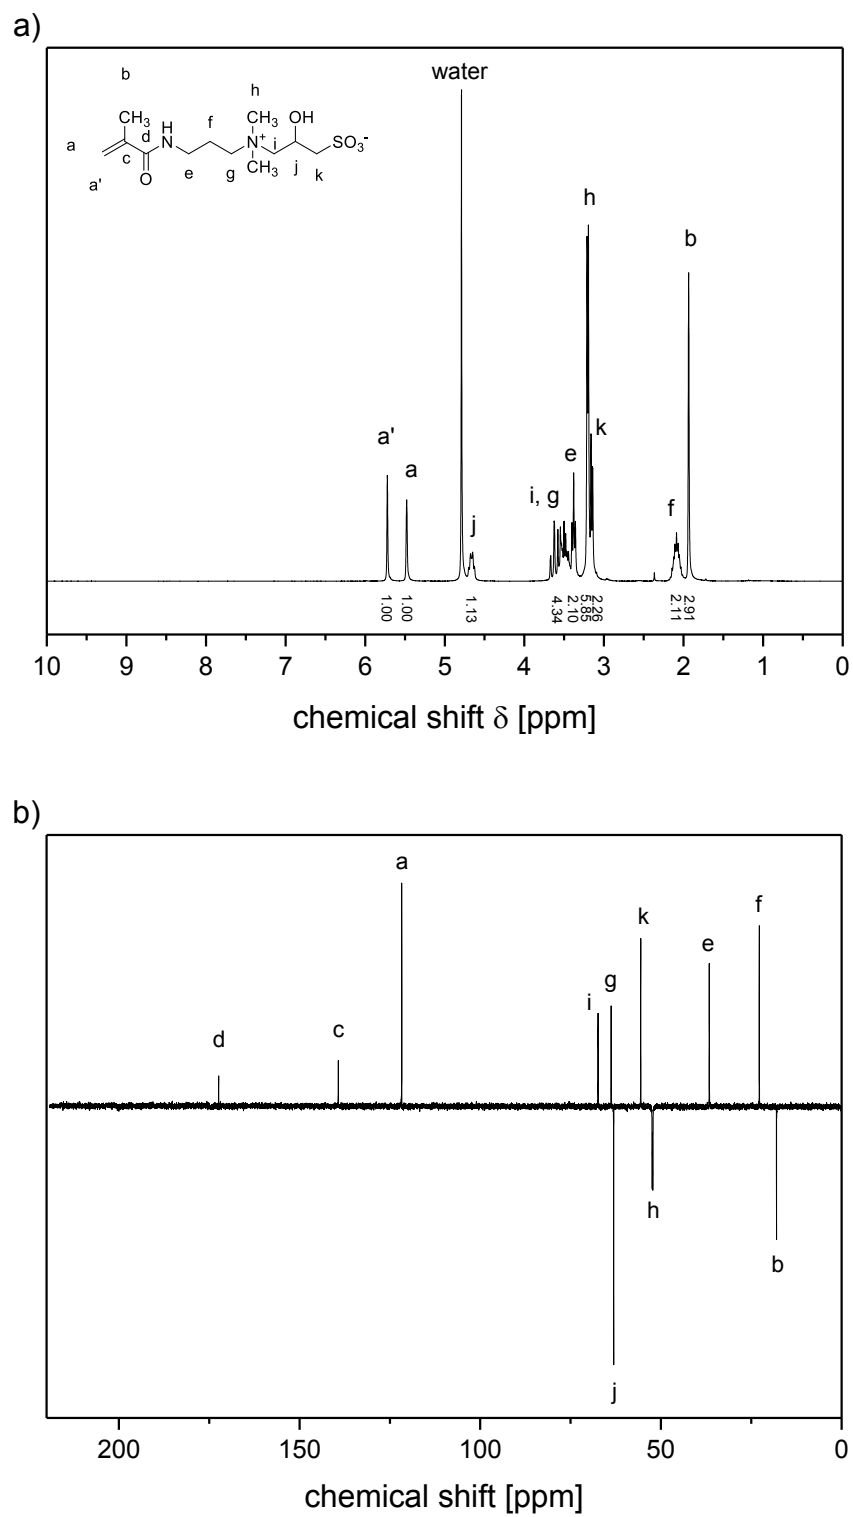 a)
water
b
h
CH3
CH3 OH
H
d
f
N
N+
SO3-
a
c
i
O
CH3
j
a'
e
g
k
h
b
a'
a
j
i, g
e
k
f
1.00
1.00
1.13
4.34
2.10
5.85
2.26
2.11
2.91
10 9 8 7 6 5 4 3 2 1 0
chemical shift δ [ppm]
b)
a
k
f
e
g
i
c
d
h
b
j
200 150 100 50 0
chemical shift [ppm]